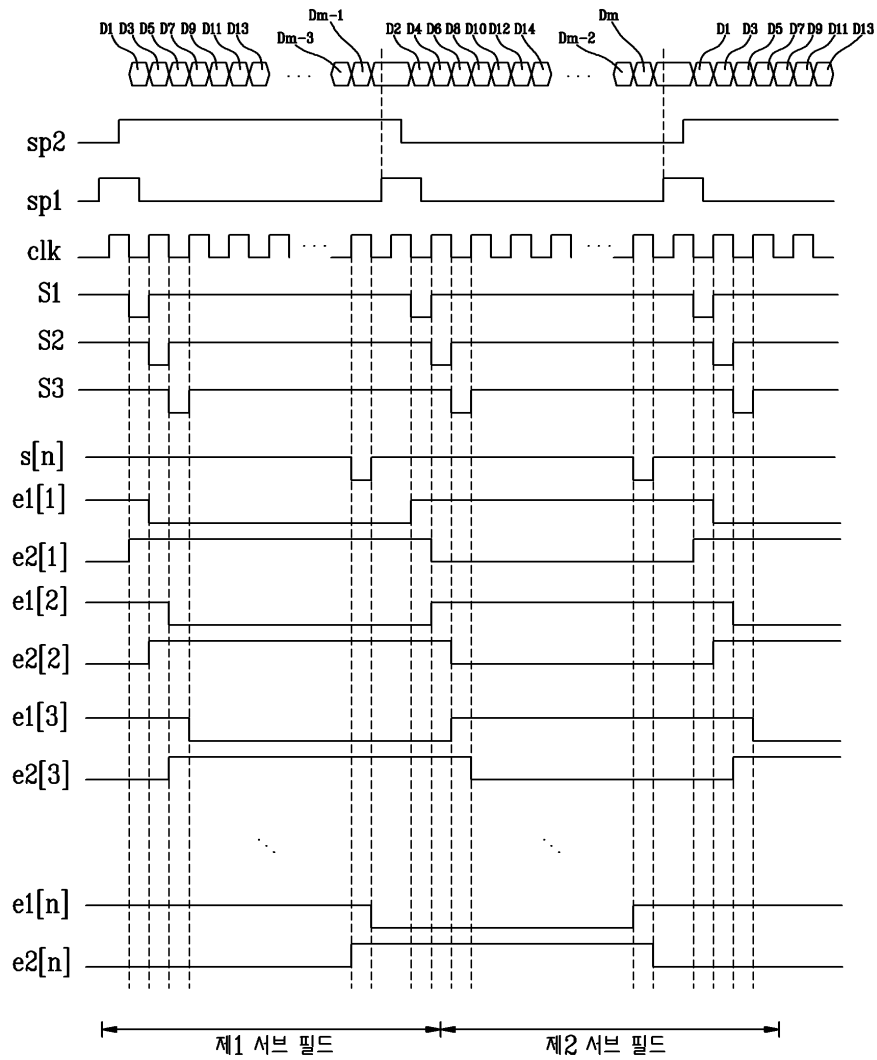 D1 D3 D5 D7 D9 D11 D13 Dm-3 Dm-1 D2 D4 D6 D8 D10 D12 D14 Dm-2 Dm D1 D3 D5 D7 D9 D11 D13
... ...
sp2
sp1
clk ... ...
S1
S2
S3
s[n]
e1[1]
e2[1]
e1[2]
e2[2]
e1[3]
e2[3]
e1[n]
e2[n]
제1 서브 필드 제2 서브 필드